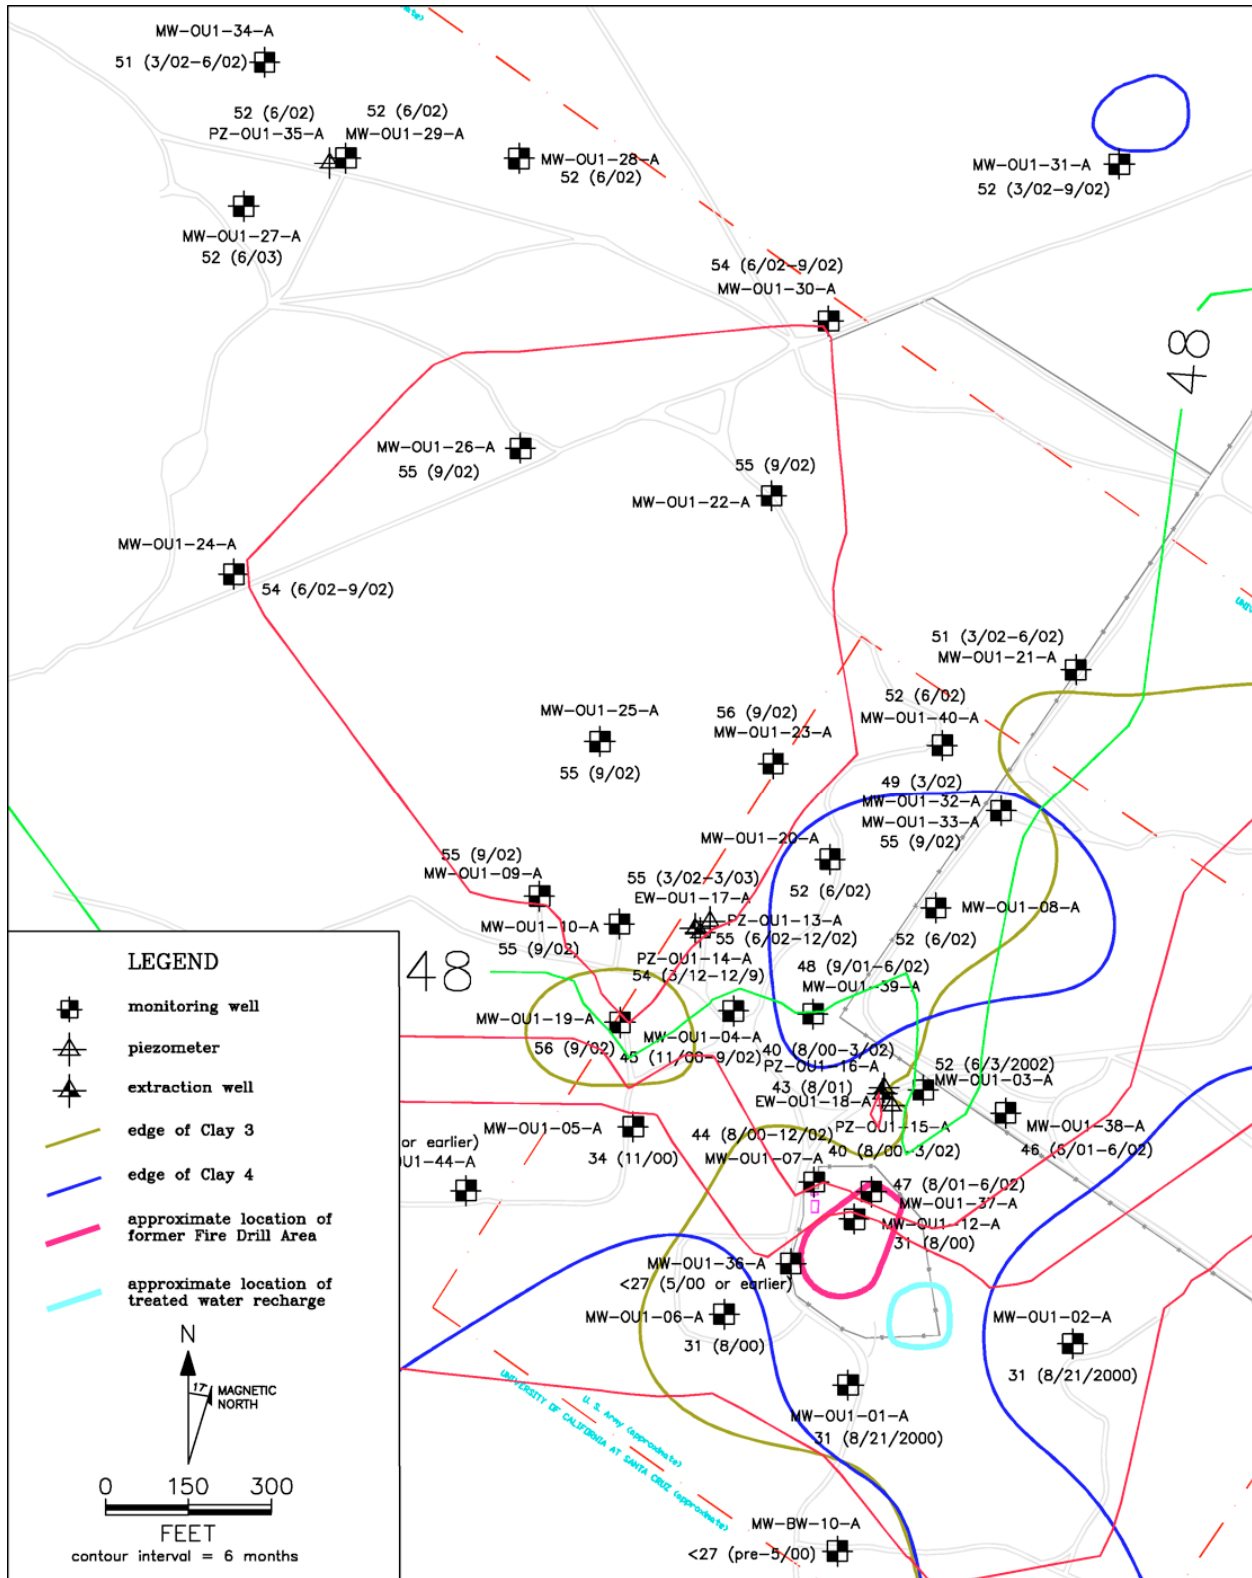 MW-OU1-34-A
51 (3/02-6/02)
52 (6/02)
52 (6/02)
PZ-OU1-35-A
MW-OU1-29-A
MW-OU1-28-A
52 (6/02)
MW-OU1-31-A
52 (3/02-9/02)
MW-OU1-27-A
52 (6/03)
54 (6/02-9/02)
MW-OU1-30-A
48
MW-OU1-26-A
55 (9/02)
55 (9/02)
MW-OU1-22-A
MW-OU1-24-A
54 (6/02-9/02)
51 (3/02-6/02)
MW-OU1-21-A
52 (6/02)
MW-OU1-40-A
MW-OU1-25-A
55 (9/02)
56 (9/02)
MW-OU1-23-A
49 (3/02)
MW-OU1-32-A
MW-OU1-33-A
55 (9/02)
MW-OU1-20-A
52 (6/02)
55 (9/02)
MW-OU1-09-A
55 (3/02-3/03)
EW-OU1-17-A
MW-OU1-08-A
52 (6/02)
MW-OU1-10-A
55 (9/02)
PZ-OU1-13-A
55 (6/02-12/02)
PZ-OU1-14-A
54 (3/12-12/9)
48
48 (9/01-6/02)
MW-OU1-39-A
MW-OU1-19-A
56 (9/02)
MW-OU1-04-A
45 (11/00-9/02)
40 (8/00-3/02)
PZ-OU1-16-A
43 (8/01)
EW-OU1-18-A
52 (6/3/2002)
MW-OU1-03-A
MW-OU1-38-A
46 (6/01-6/02)
MW-OU1-05-A
34 (11/00)
PZ-OU1-15-A
40 (8/00-3/02)
44 (8/00-12/02)
MW-OU1-07-A
or earlier)
OU1-44-A
47 (8/01-6/02)
MW-OU1-37-A
MW-OU1-12-A
31 (8/00)
MW-OU1-36-A
<27 (5/00 or earlier)
MW-OU1-06-A
31 (8/00)
MW-OU1-02-A
31 (8/21/2000)
MW-OU1-01-A
31 (8/21/2000)
U. S. Army (approximate)
UNIVERSITY OF CALIFORNIA AT SANTA CRUZ (approximate)
MW-BW-10-A
<27 (pre-5/00)
LEGEND
monitoring well
piezometer
extraction well
edge of Clay 3
edge of Clay 4
approximate location of
former Fire Drill Area
approximate location of
treated water recharge
N
17
MAGNETIC
NORTH
0 150 300
FEET
contour interval = 6 months